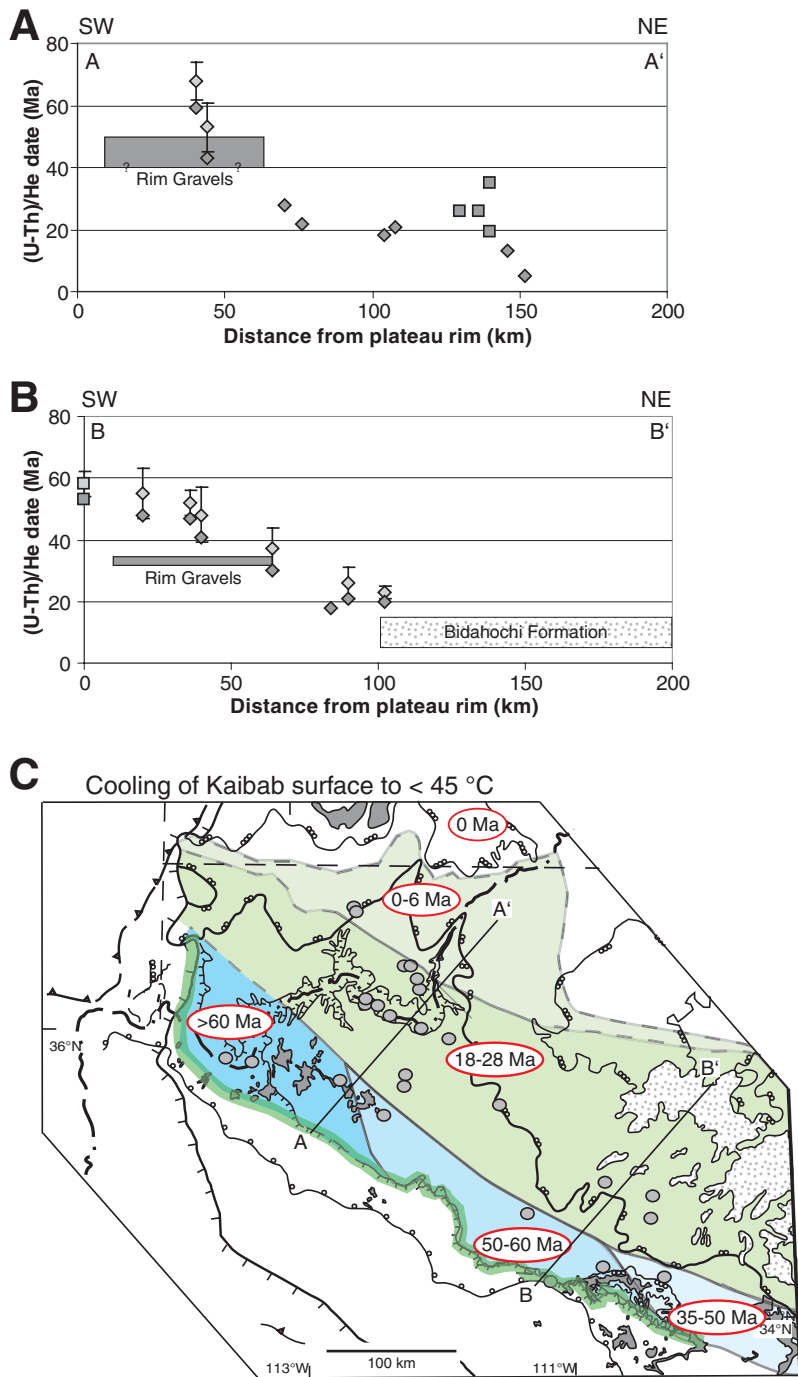 A
SW
NE
A
A'
(U-Th)/He date (Ma)
80
60
40
20
0
? ?
Rim Gravels
0 50 100 150 200
Distance from plateau rim (km)
B
SW
NE
B
B'
(U-Th)/He date (Ma)
80
60
40
20
0
Rim Gravels
Bidahochi Formation
0 50 100 150 200
Distance from plateau rim (km)
C
Cooling of Kaibab surface to < 45 °C
0 Ma
0-6 Ma
A'
>60 Ma
36°N
18-28 Ma
B'
A
50-60 Ma
B
35-50 Ma
34°N
100 km
113°W
111°W